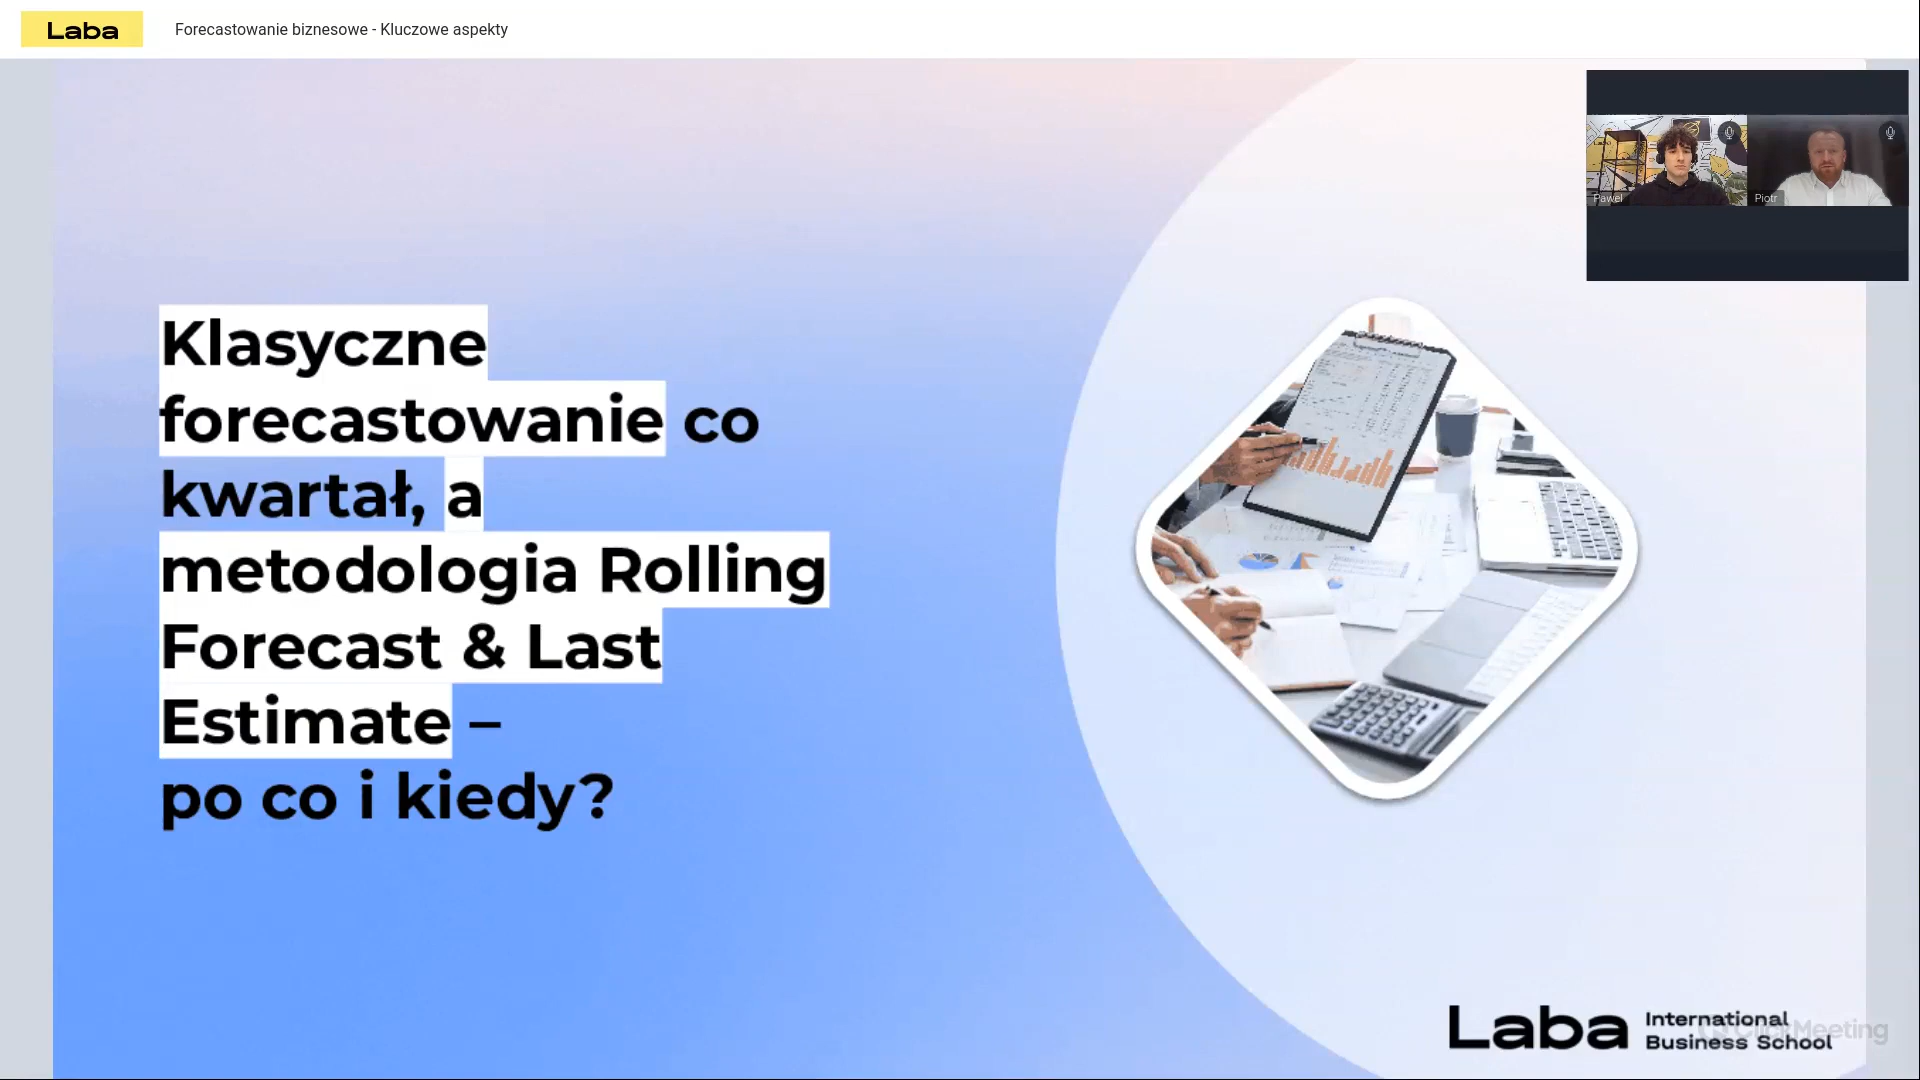 Laba
Forecastowanie biznesowe - Kluczowe aspekty
Paweł
Piotr
Klasyczne
forecastowanie co
kwartał, a
metodologia Rolling
Forecast & Last
Estimate –
po co i kiedy?
Laba
International
Business School
ClickMeeting